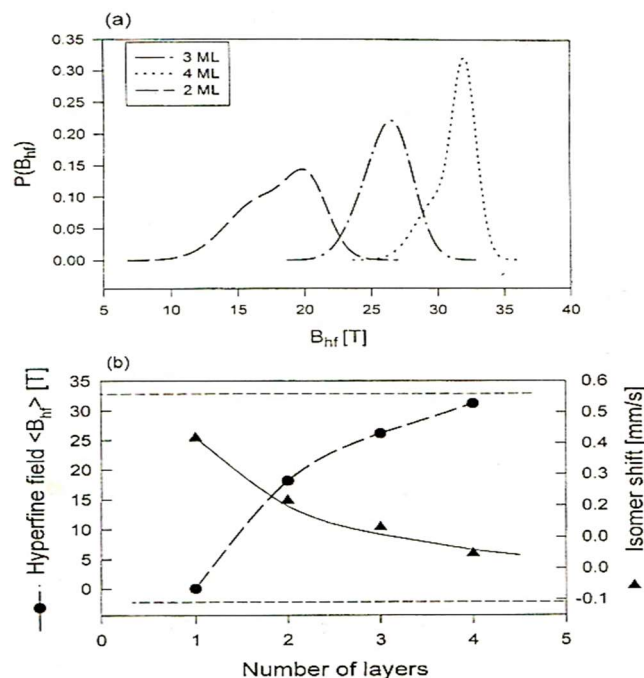 (a)
0.35
0.30
0.25
0.20
0.15
0.10
0.05
0.00
P(B_hf)
3 ML
4 ML
2 ML
5 10 15 20 25 30 35 40
B_hf [T]
(b)
35
30
25
20
15
10
5
0
Hyperfine field <B_hf> [T]
0.6
0.5
0.4
0.3
0.2
0.0
0.0
-0.1
Isomer shift [mm/s]
0 1 2 3 4 5
Number of layers